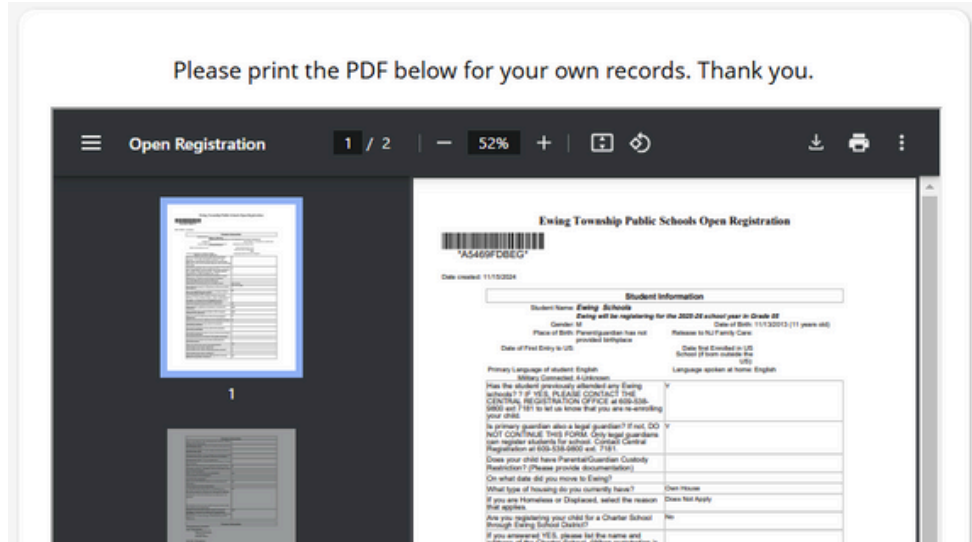 Please print the PDF below for your own records. Thank you.
Open Registration 1 / 2 52%
Ewing Township Public Schools Open Registration
*A5469FDBEG*
Date created: 11/15/2024
Student Information
Student Name: Ewing Schools
Ewing will be registering for the 2025-26 school year in Grade 05
Gender: M Date of Birth: 11/13/2013 (11 years old)
Place of Birth: Parent/guardian has not provided birthplace Release to NJ Family Care:
Date of First Entry to US: Date first Enrolled in US School (if born outside the US):
Primary Language of student: English Language spoken at home: English
Military Connected: 4-Unknown
Has the student previously attended any Ewing Y
schools? ? IF YES, PLEASE CONTACT THE
CENTRAL REGISTRATION OFFICE at 609-538-
9800 ext 7181 to let us know that you are re-enrolling
your child.
Is primary guardian also a legal guardian? If not, DO Y
NOT CONTINUE THIS FORM. Only legal guardians
can register students for school. Contact Central
Registration at 609-538-9800 ext. 7181.
Does your child have Parental/Guardian Custody
Restriction? (Please provide documentation)
On what date did you move to Ewing?
What type of housing do you currently have? Own House
If you are Homeless or Displaced, select the reason Does Not Apply
that applies.
Are you registering your child for a Charter School No
through Ewing School District?
If you answered YES, please list the name and
1